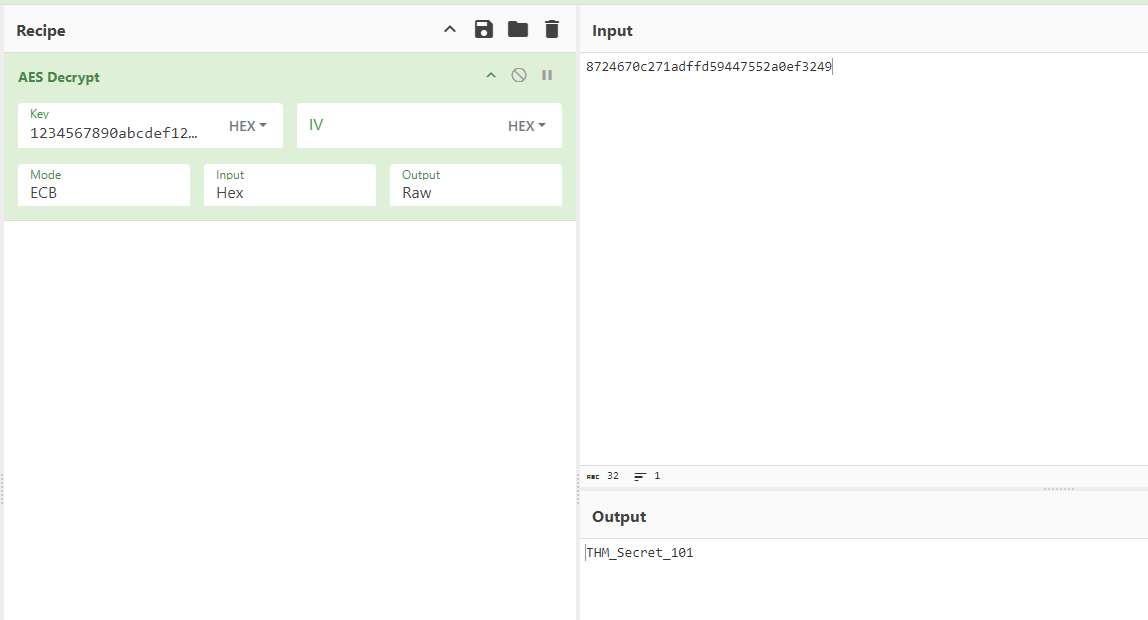 Recipe
AES Decrypt
Key
1234567890abcdef12…
HEX
IV
HEX
Mode
ECB
Input
Hex
Output
Raw
Input
8724670c271adffd59447552a0ef3249
ABC 32 1
Output
THM_Secret_101